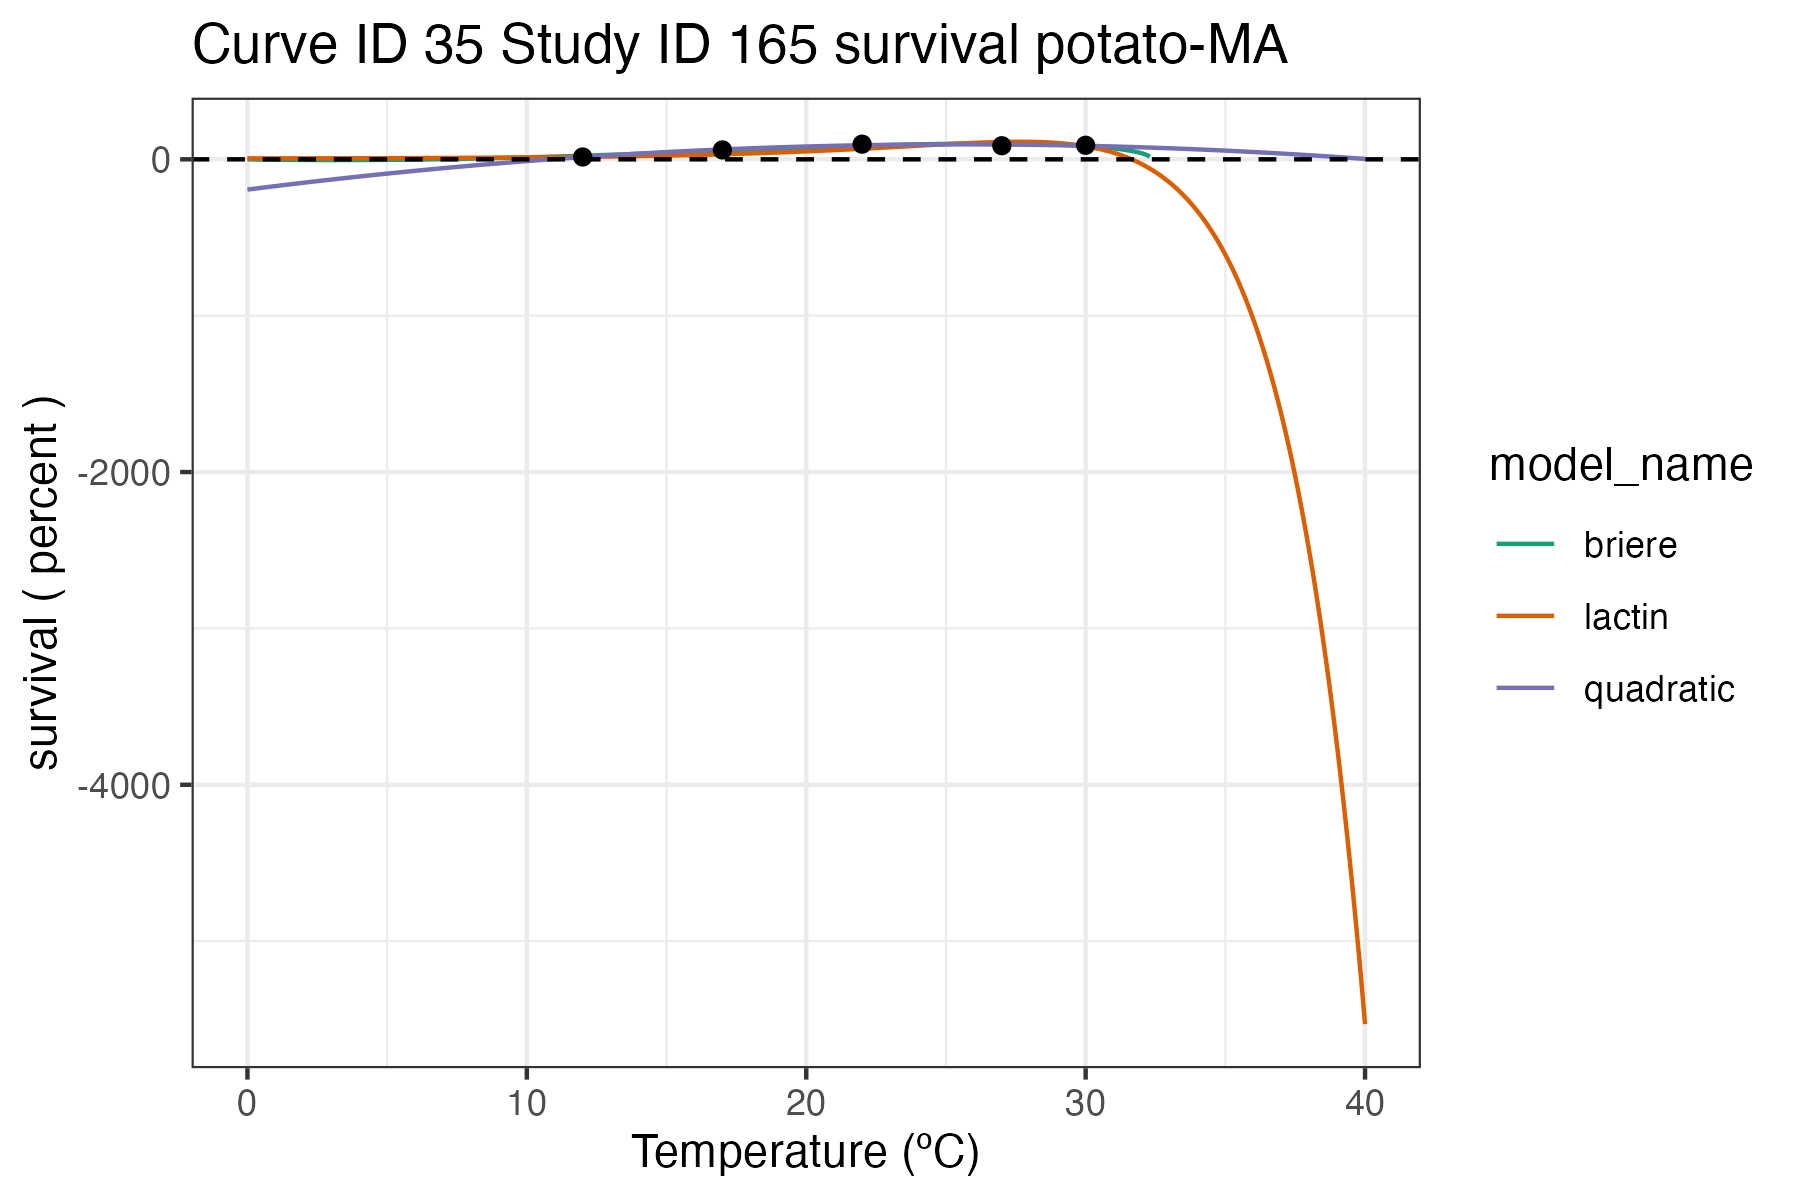 Curve ID 35 Study ID 165 survival potato-MA
survival ( percent )
0
-2000
-4000
0
10
20
30
40
Temperature (ºC)
model_name
briere
lactin
quadratic